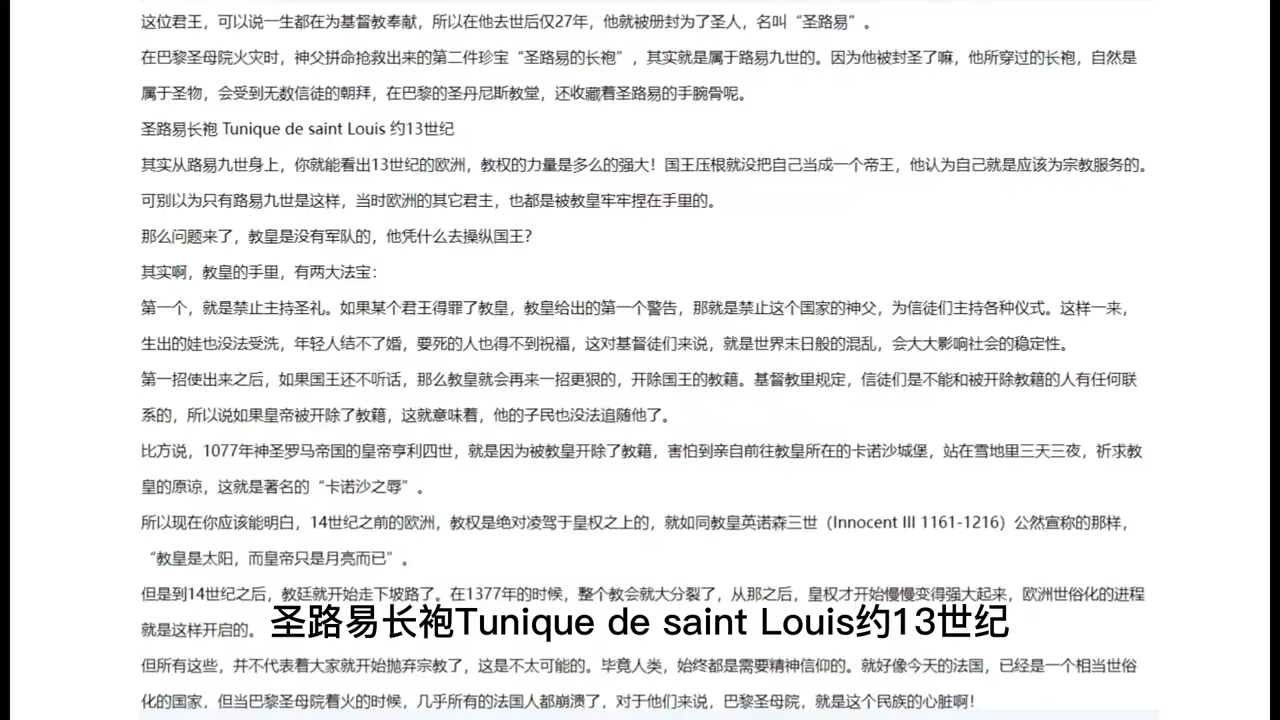 这位君王，可以说一生都在为基督教奉献，所以在他去世后仅27年，他就被册封为了圣人，名叫“圣路易”。
在巴黎圣母院火灾时，神父拼命抢救出来的第二件珍宝“圣路易的长袍”，其实就是属于路易九世的。因为他被封圣了嘛，他所穿过的长袍，自然是
属于圣物，会受到无数信徒的朝拜，在巴黎的圣丹尼斯教堂，还收藏着圣路易的手腕骨呢。
圣路易长袍 Tunique de saint Louis 约13世纪
其实从路易九世身上，你就能看出13世纪的欧洲，教权的力量是多么的强大！国王压根就没把自己当成一个帝王，他认为自己就是应该为宗教服务的。
可别以为只有路易九世是这样，当时欧洲的其它君主，也都是被教皇牢牢捏在手里的。
那么问题来了，教皇是没有军队的，他凭什么去操纵国王？
其实啊，教皇的手里，有两大法宝：
第一个，就是禁止主持圣礼。如果某个君王得罪了教皇，教皇给出的第一个警告，那就是禁止这个国家的神父，为信徒们主持各种仪式。这样一来，
生出的娃也没法受洗，年轻人结不了婚，要死的人也得不到祝福，这对基督徒们来说，就是世界末日般的混乱，会大大影响社会的稳定性。
第一招使出来之后，如果国王还不听话，那么教皇就会再来一招更狠的，开除国王的教籍。基督教里规定，信徒们是不能和被开除教籍的人有任何联
系的，所以说如果皇帝被开除了教籍，这就意味着，他的子民也没法追随他了。
比方说，1077年神圣罗马帝国的皇帝亨利四世，就是因为被教皇开除了教籍，害怕到亲自前往教皇所在的卡诺沙城堡，站在雪地里三天三夜，祈求教
皇的原谅，这就是著名的“卡诺沙之辱”。
所以现在你应该能明白，14世纪之前的欧洲，教权是绝对凌驾于皇权之上的，就如同教皇英诺森三世（Innocent III 1161-1216）公然宣称的那样，
“教皇是太阳，而皇帝只是月亮而已”。
但是到14世纪之后，教廷就开始走下坡路了。在1377年的时候，整个教会就大分裂了，从那之后，皇权才开始慢慢变得强大起来，欧洲世俗化的进程
就是这样开启的。
圣路易长袍Tunique de saint Louis约13世纪
但所有这些，并不代表着大家就开始抛弃宗教了，这是不太可能的。毕竟人类，始终都是需要精神信仰的。就好像今天的法国，已经是一个相当世俗
化的国家，但当巴黎圣母院着火的时候，几乎所有的法国人都崩溃了，对于他们来说，巴黎圣母院，就是这个民族的心脏啊！